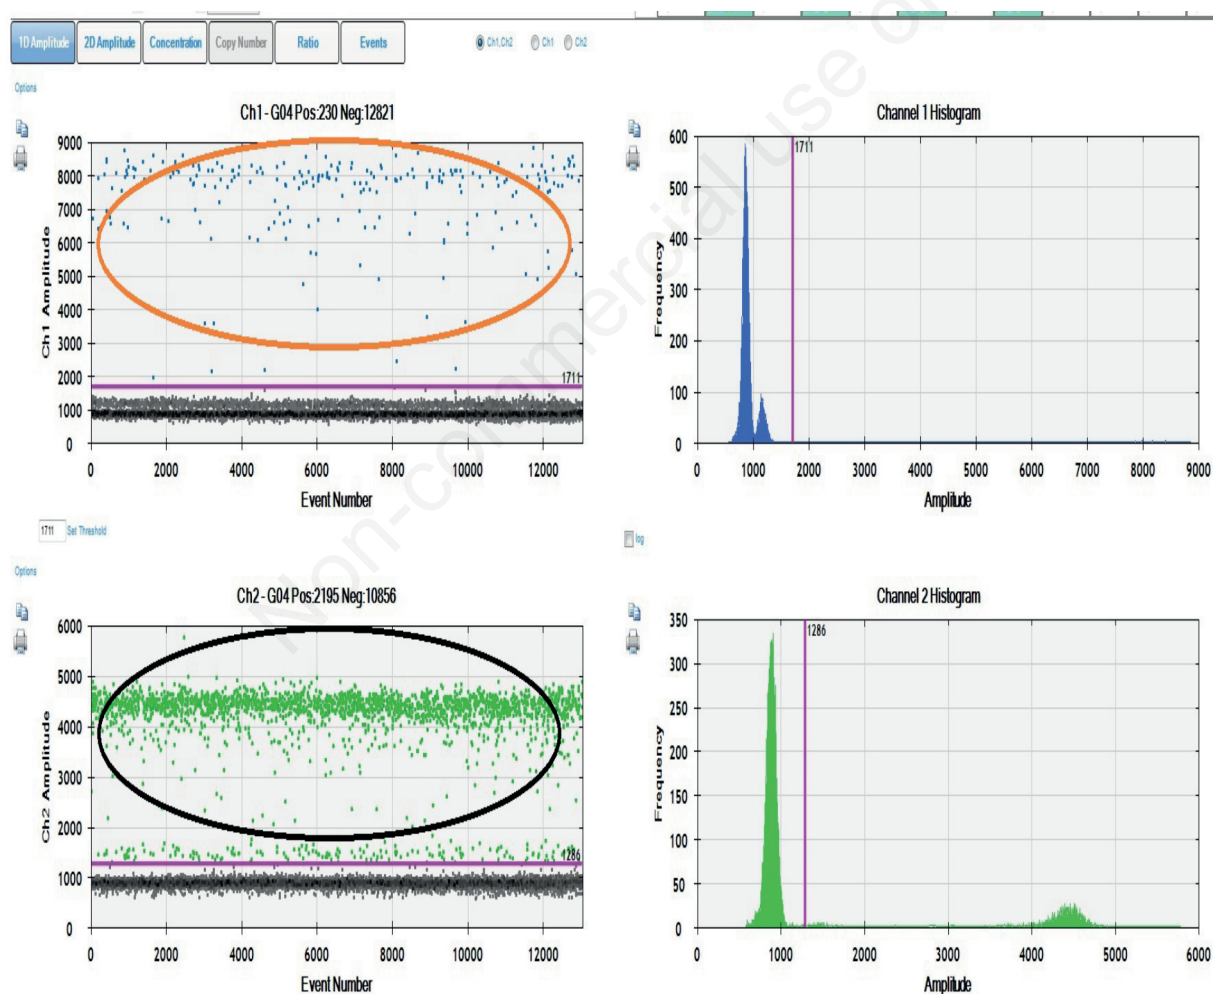 1D Amplitude 2D Amplitude Concentration Copy Number Ratio Events Ch1,Ch2 Ch1 Ch2
Options
Ch1 - G04 Pos:230 Neg:12821
9000
8000
7000
6000
5000
4000
3000
2000
1000
0
Ch1 Amplitude
1711
0 2000 4000 6000 8000 10000 12000
Event Number
1711 Set Threshold
Channel 1 Histogram
600
500
400
300
200
100
0
Frequency
1711
0 1000 2000 3000 4000 5000 6000 7000 8000 9000
Amplitude
log
Options
Ch2 - G04 Pos:2195 Neg:10856
6000
5000
4000
3000
2000
1000
0
Ch2 Amplitude
1286
0 2000 4000 6000 8000 10000 12000
Event Number
Channel 2 Histogram
350
300
250
200
150
100
50
0
Frequency
1286
0 1000 2000 3000 4000 5000 6000
Amplitude
Non-commercial use